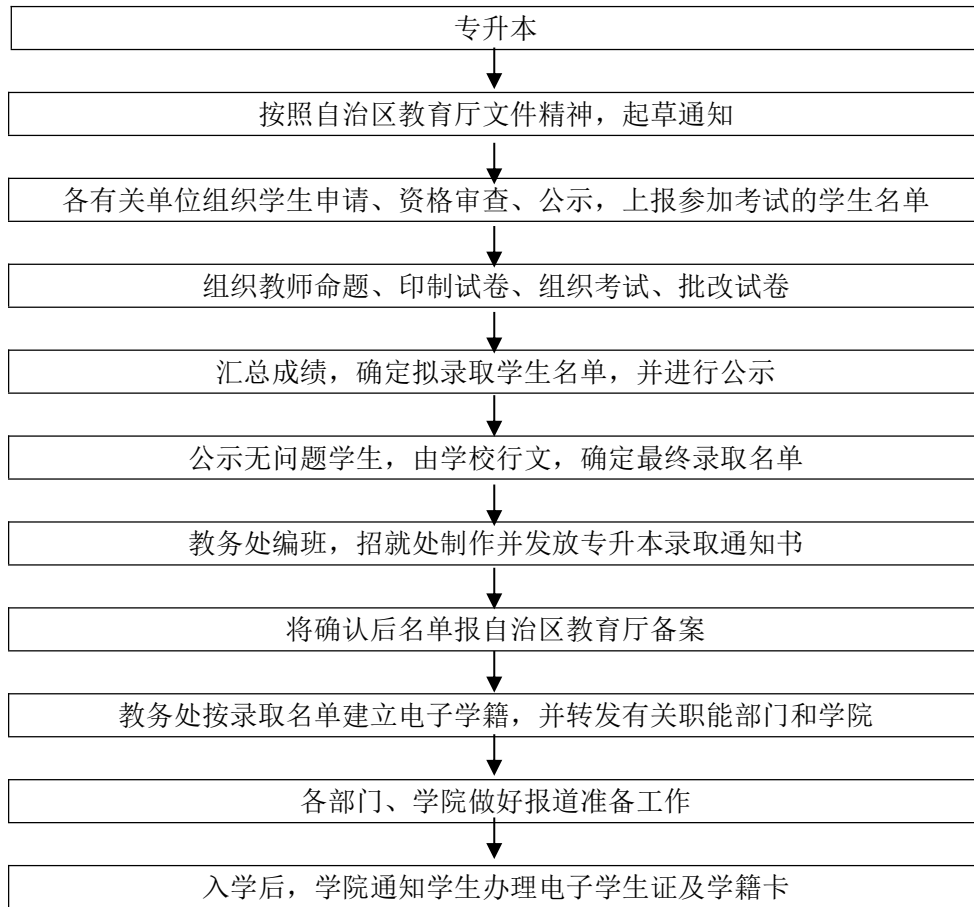 专升本
按照自治区教育厅文件精神，起草通知
各有关单位组织学生申请、资格审查、公示，上报参加考试的学生名单
组织教师命题、印制试卷、组织考试、批改试卷
汇总成绩，确定拟录取学生名单，并进行公示
公示无问题学生，由学校行文，确定最终录取名单
教务处编班，招就处制作并发放专升本录取通知书
将确认后名单报自治区教育厅备案
教务处按录取名单建立电子学籍，并转发有关职能部门和学院
各部门、学院做好报道准备工作
入学后，学院通知学生办理电子学生证及学籍卡